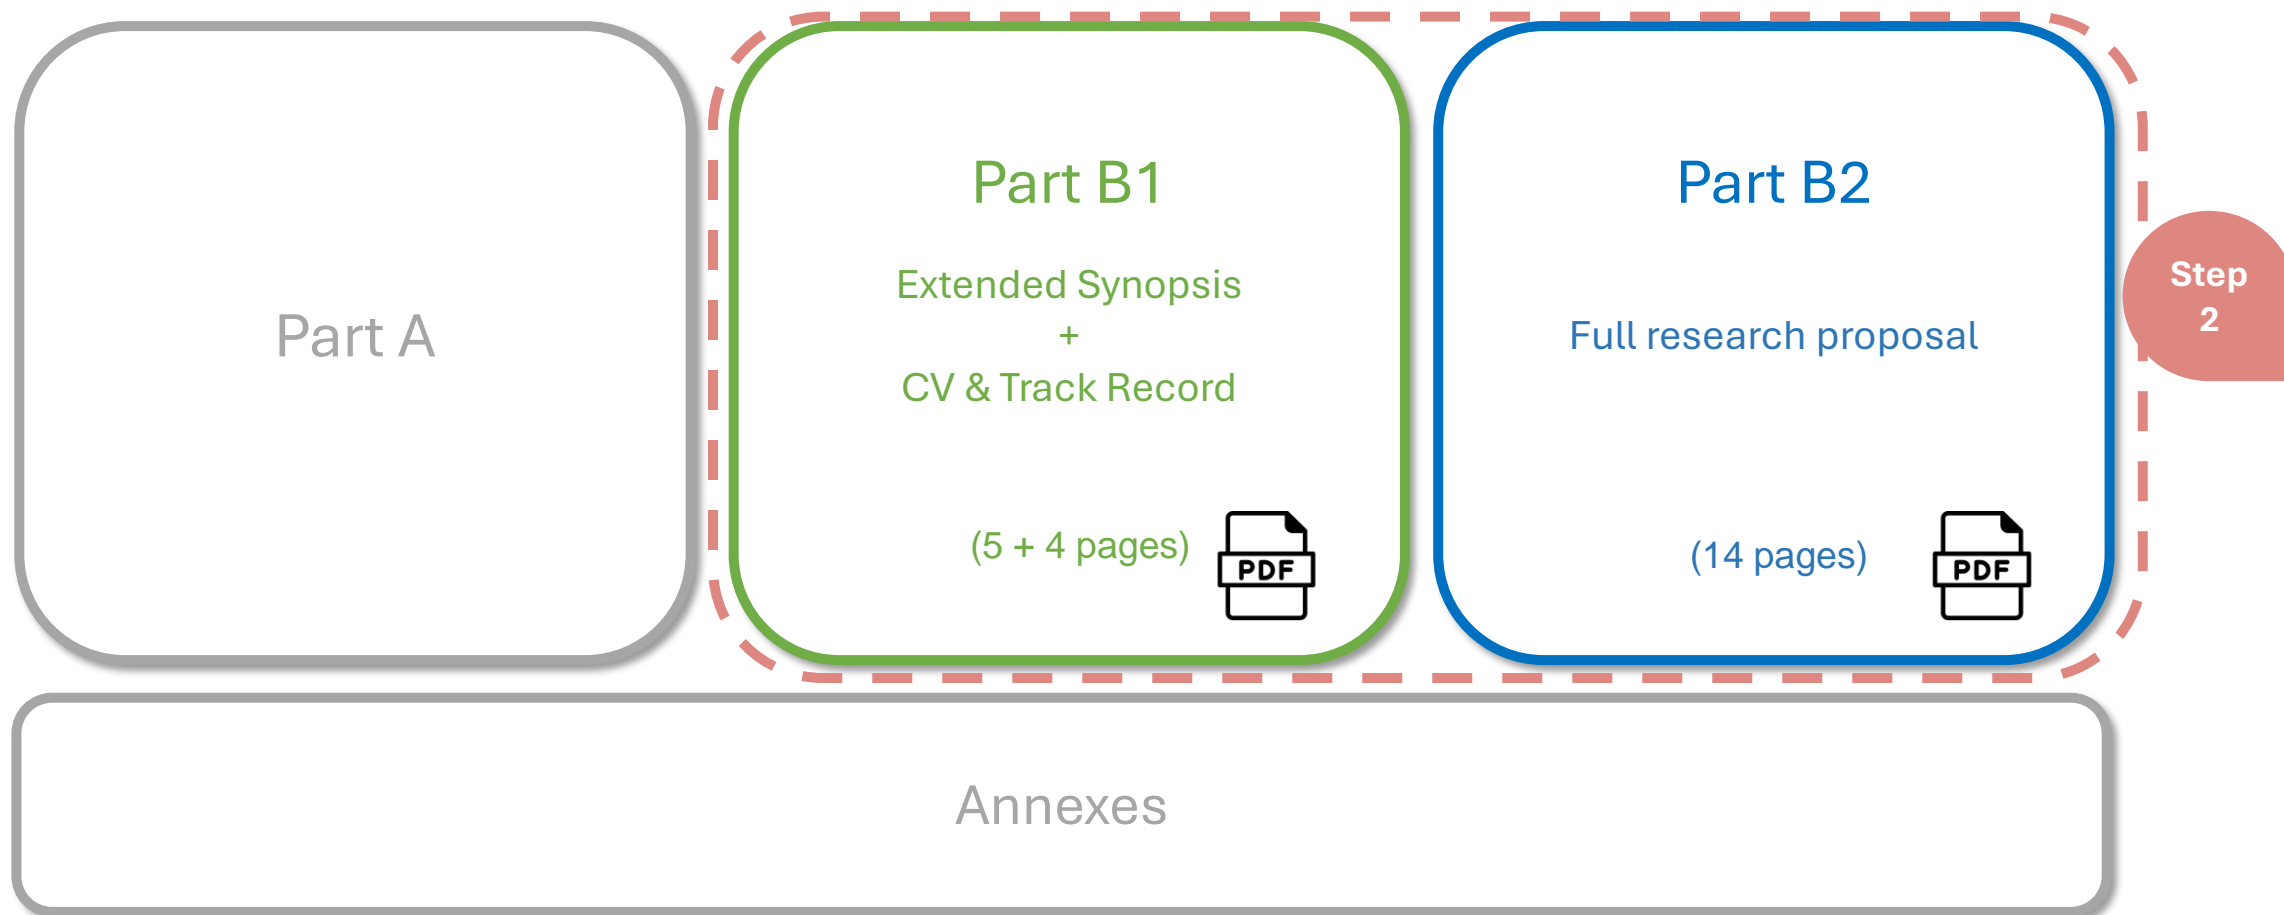 Part A
Part B1
Extended Synopsis
+
CV & Track Record
(5 + 4 pages)
PDF
Part B2
Full research proposal
(14 pages)
PDF
Step
2
Annexes